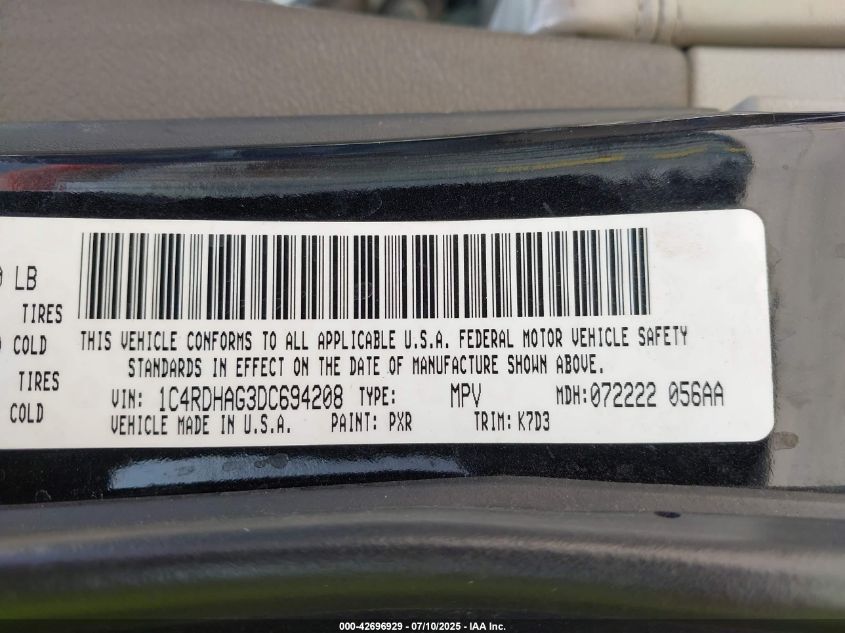 LB
TIRES
COLD
TIRES
COLD
THIS VEHICLE CONFORMS TO ALL APPLICABLE U.S.A. FEDERAL MOTOR VEHICLE SAFETY
STANDARDS IN EFFECT ON THE DATE OF MANUFACTURE SHOWN ABOVE.
VIN: 1C4RDHAG3DC694208 TYPE: MPV MDH:072222 056AA
VEHICLE MADE IN U.S.A. PAINT: PXR TRIM: K7D3
000-42696929 - 07/10/2025 - IAA Inc.